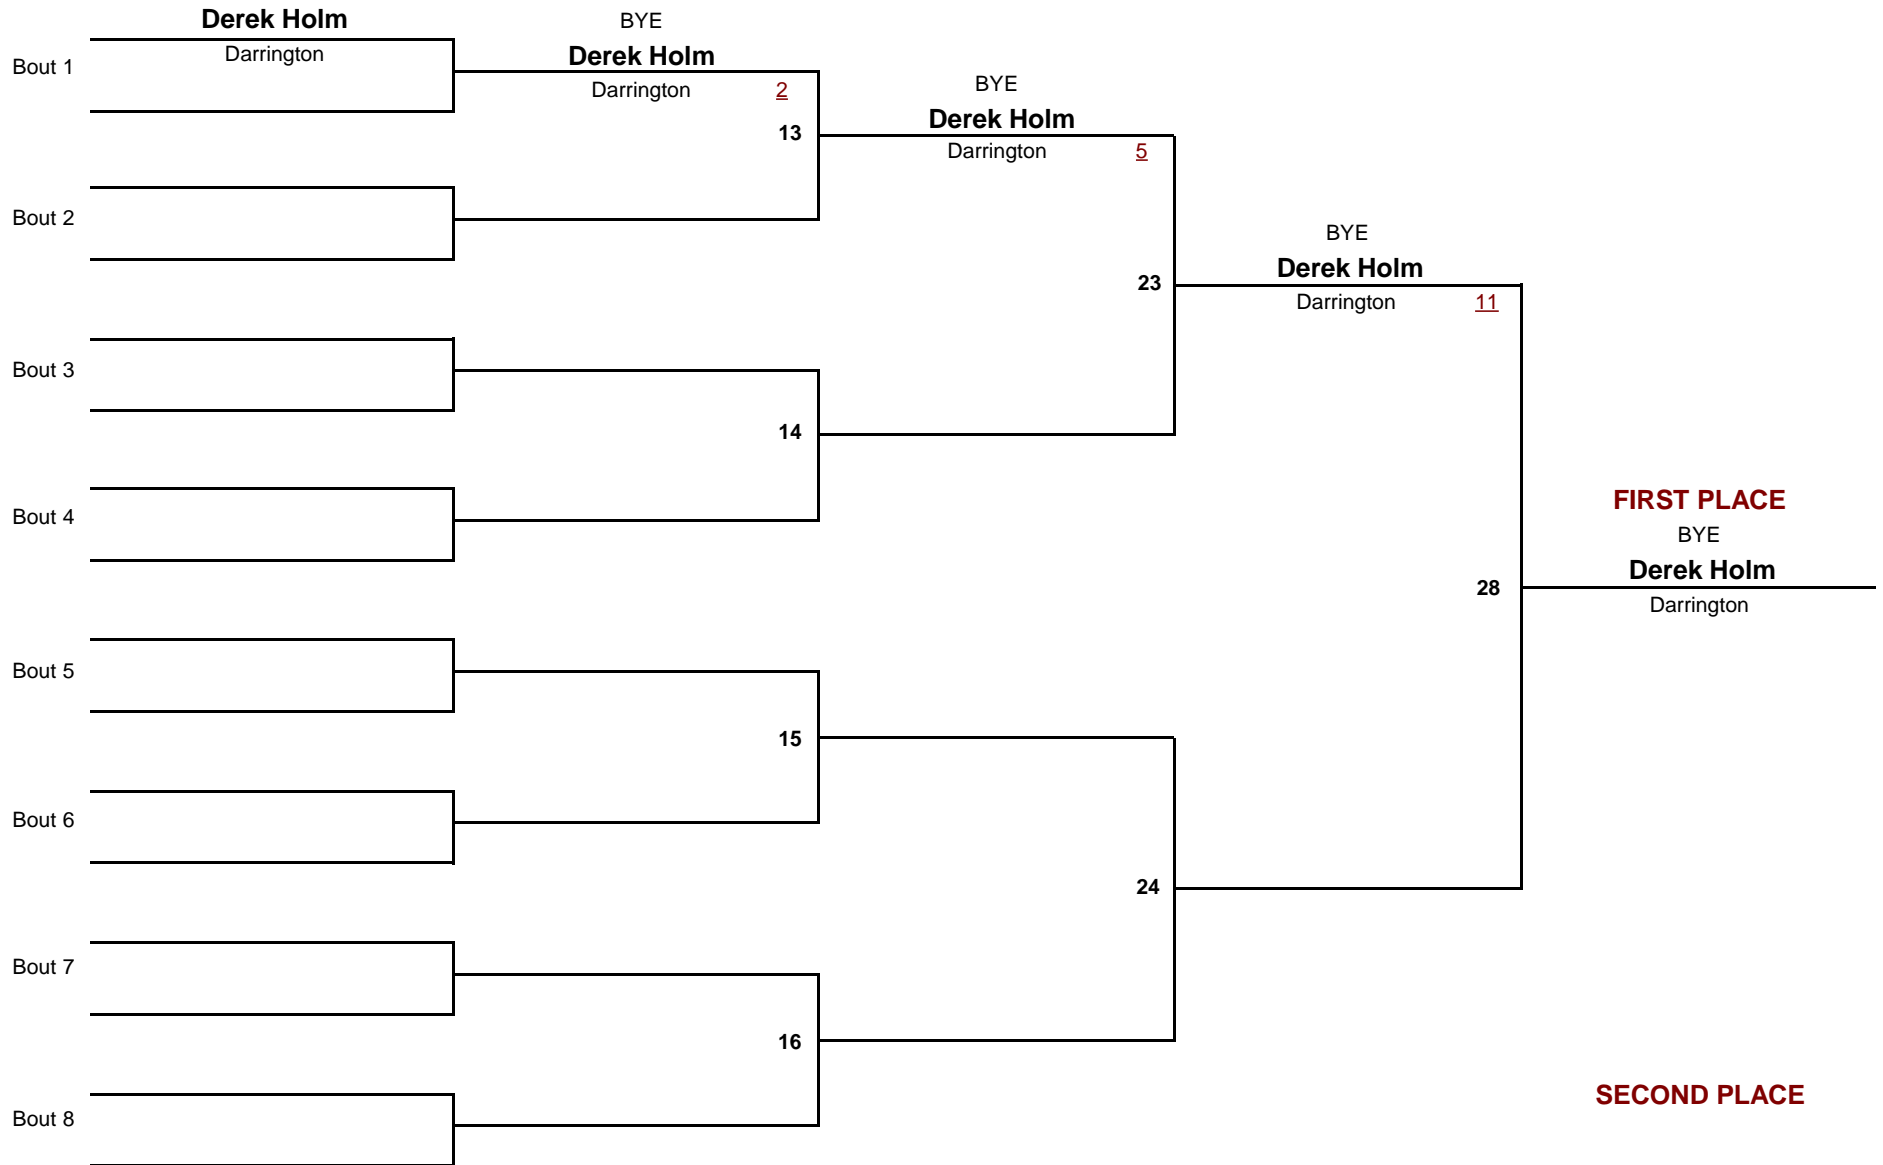 Derek Holm
BYE
Bout 1
Darrington
Derek Holm
Darrington
2
BYE
13
Derek Holm
Darrington
5
Bout 2
BYE
Derek Holm
23
Darrington
11
Bout 3
14
Bout 4
FIRST PLACE
BYE
Derek Holm
28
Darrington
Bout 5
15
Bout 6
24
Bout 7
16
SECOND PLACE
Bout 8